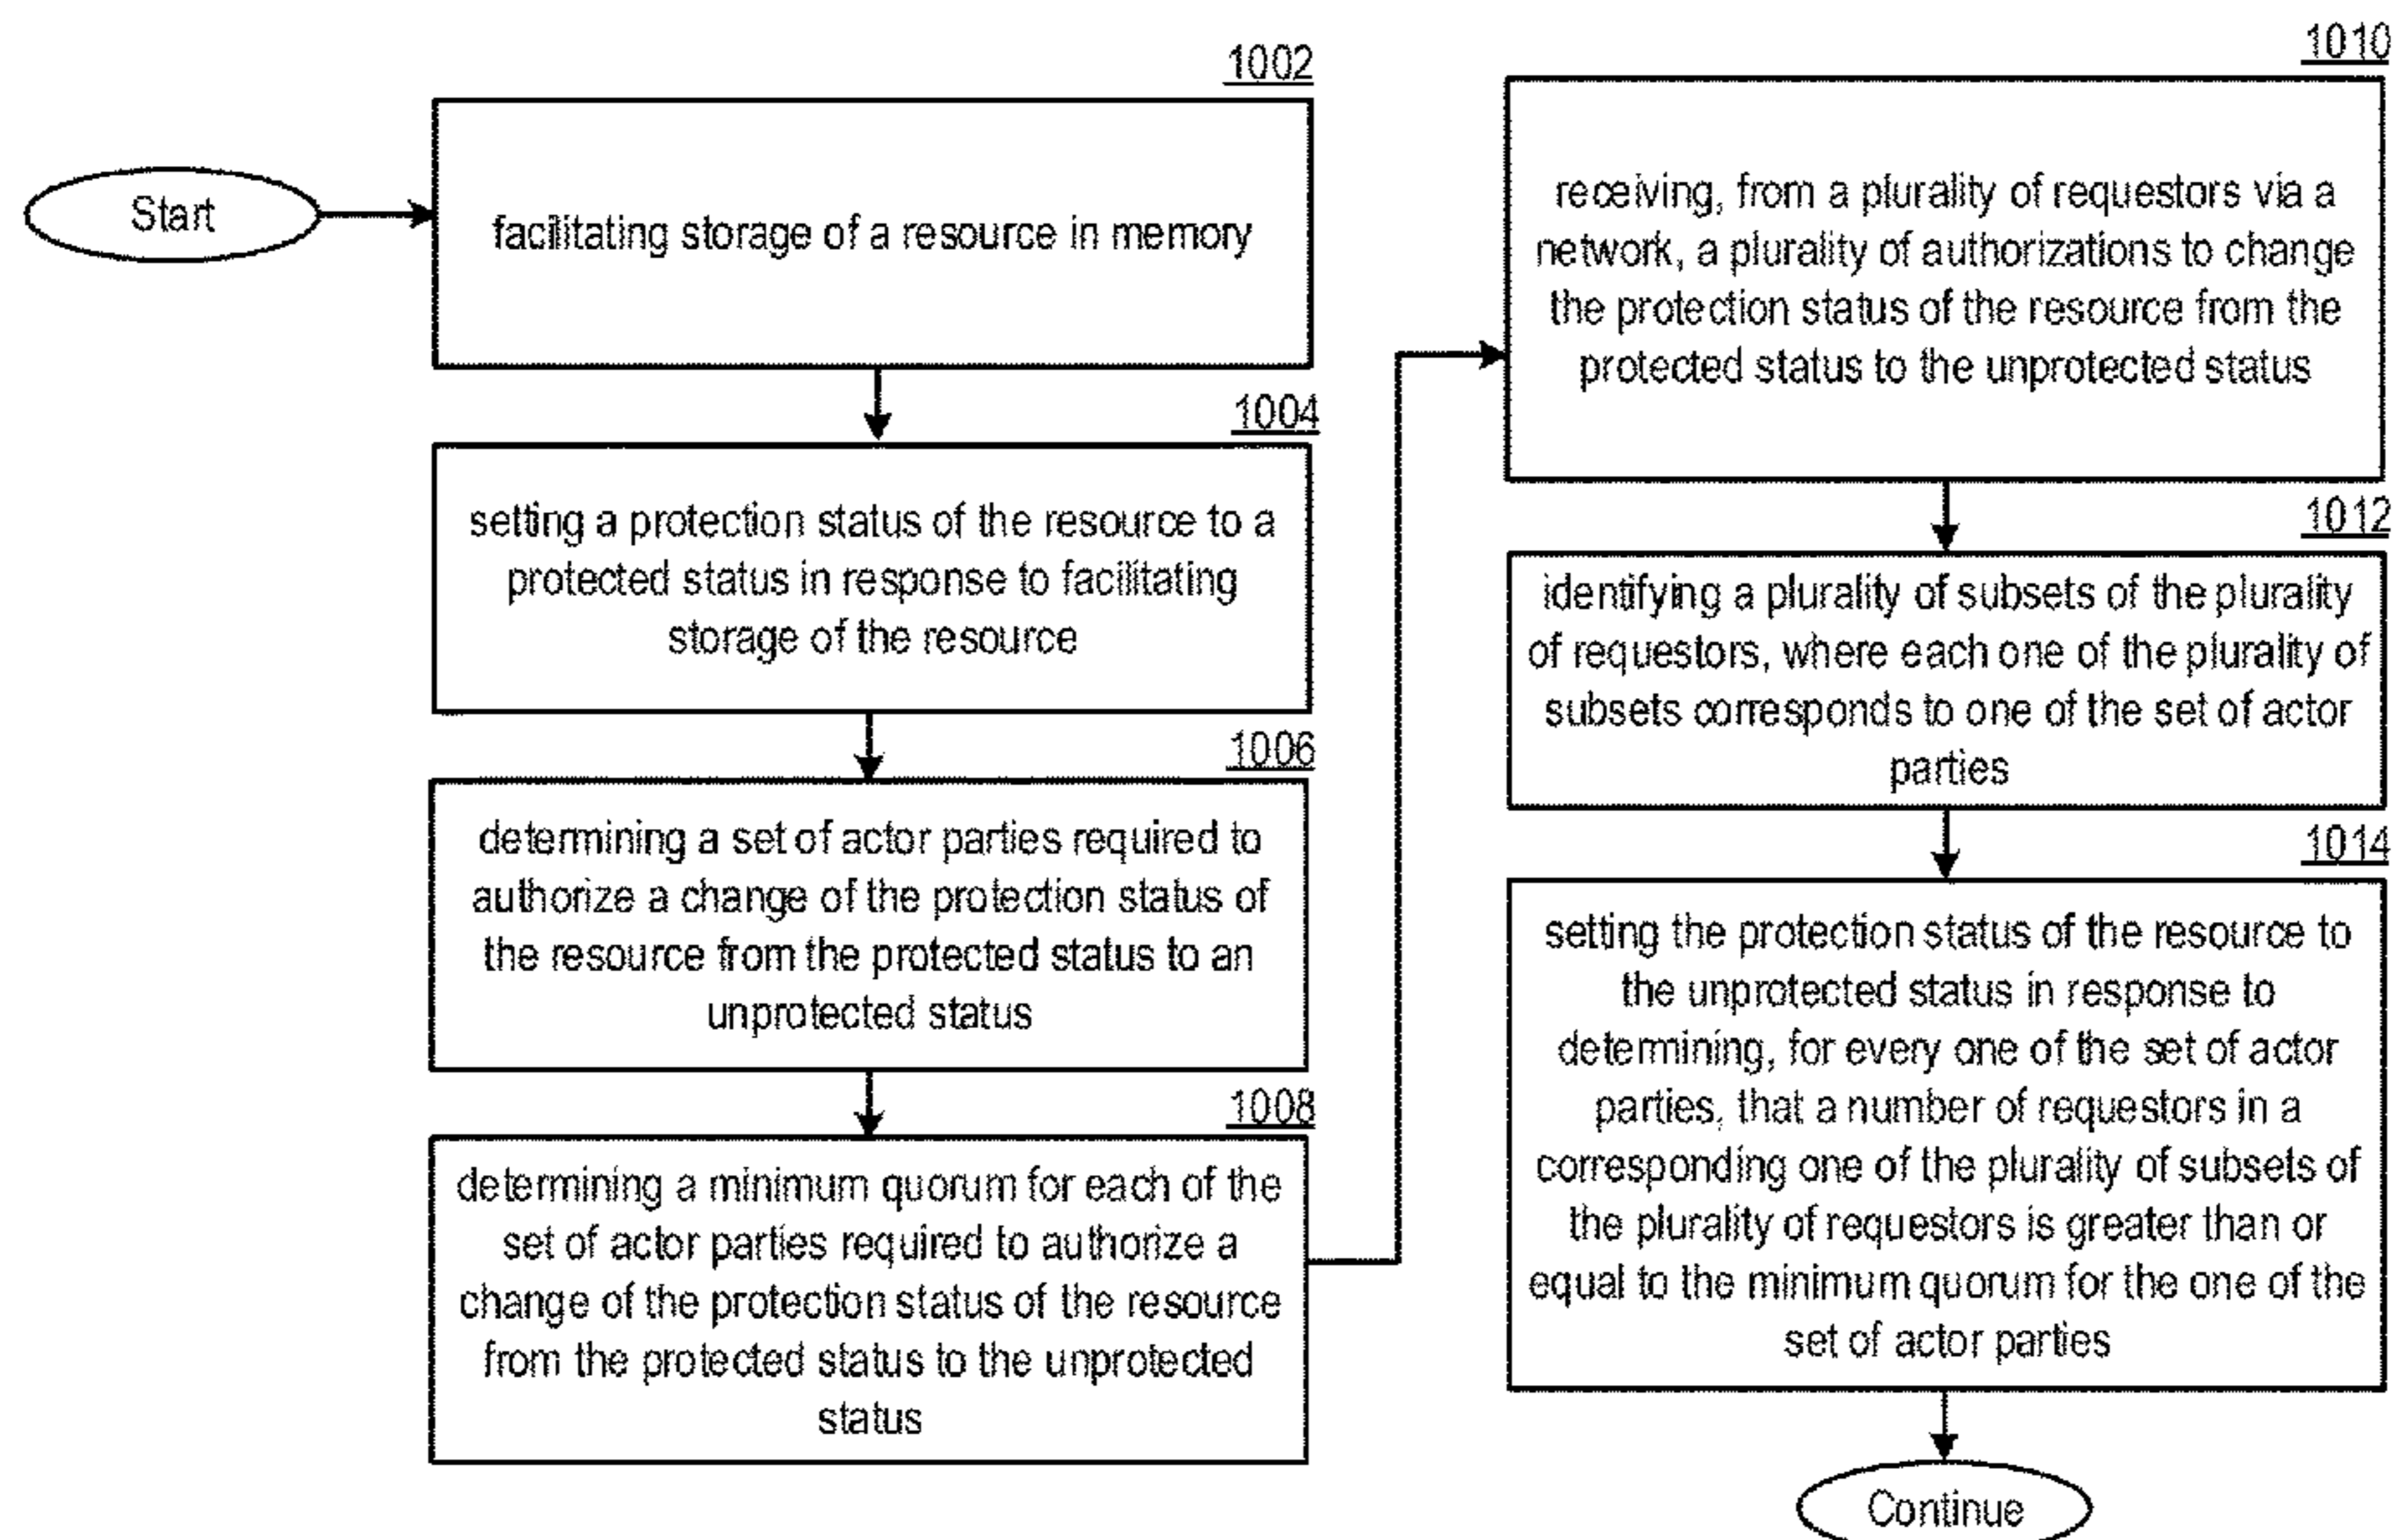 Start
1002
facilitating storage of a resource in memory
1004
setting a protection status of the resource to a
protected status in response to facilitating
storage of the resource
1006
determining a set of actor parties required to
authorize a change of the protection status of
the resource from the protected status to an
unprotected status
1008
determining a minimum quorum for each of the
set of actor parties required to authorize a
change of the protection status of the resource
from the protected status to the unprotected
status
1010
receiving, from a plurality of requestors via a
network, a plurality of authorizations to change
the protection status of the resource from the
protected status to the unprotected status
1012
identifying a plurality of subsets of the plurality
of requestors, where each one of the plurality of
subsets corresponds to one of the set of actor
parties
1014
setting the protection status of the resource to
the unprotected status in response to
determining, for every one of the set of actor
parties, that a number of requestors in a
corresponding one of the plurality of subsets of
the plurality of requestors is greater than or
equal to the minimum quorum for the one of the
set of actor parties
Continue